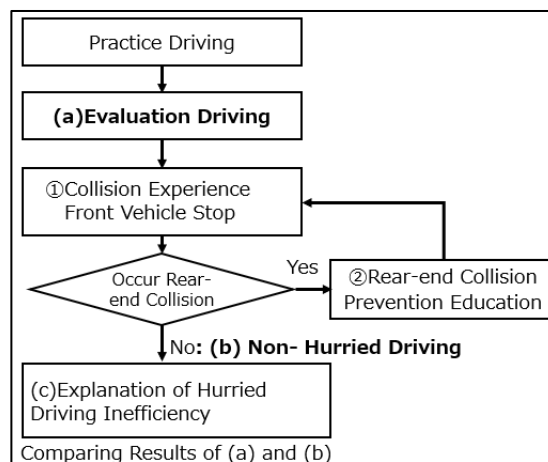 Practice Driving
(a)Evaluation Driving
①Collision Experience
Front Vehicle Stop
Occur Rear-
end Collision
Yes
②Rear-end Collision
Prevention Education
No: (b) Non- Hurried Driving
(c)Explanation of Hurried
Driving Inefficiency
Comparing Results of (a) and (b)